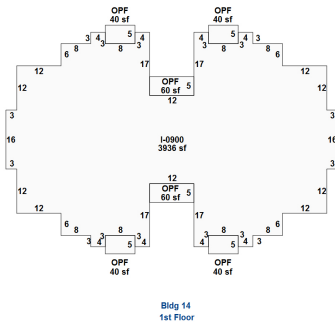 OPF OPF
40 sf 40 sf
3 4 5 4 4 5 4 3
8 3 8 3 3 8 3 8
6 17 17 6
12 OPF 5 12
60 sf
12 12 12
3 3
16 I-0900 16
3936 sf
3 3
12 12 12
OPF 5
60 sf
12 17 17 12
6 6
8 3 8 3 3 8 3 8
3 4 5 4 4 5 4 3
OPF OPF
40 sf 40 sf
Bldg 14
1st Floor